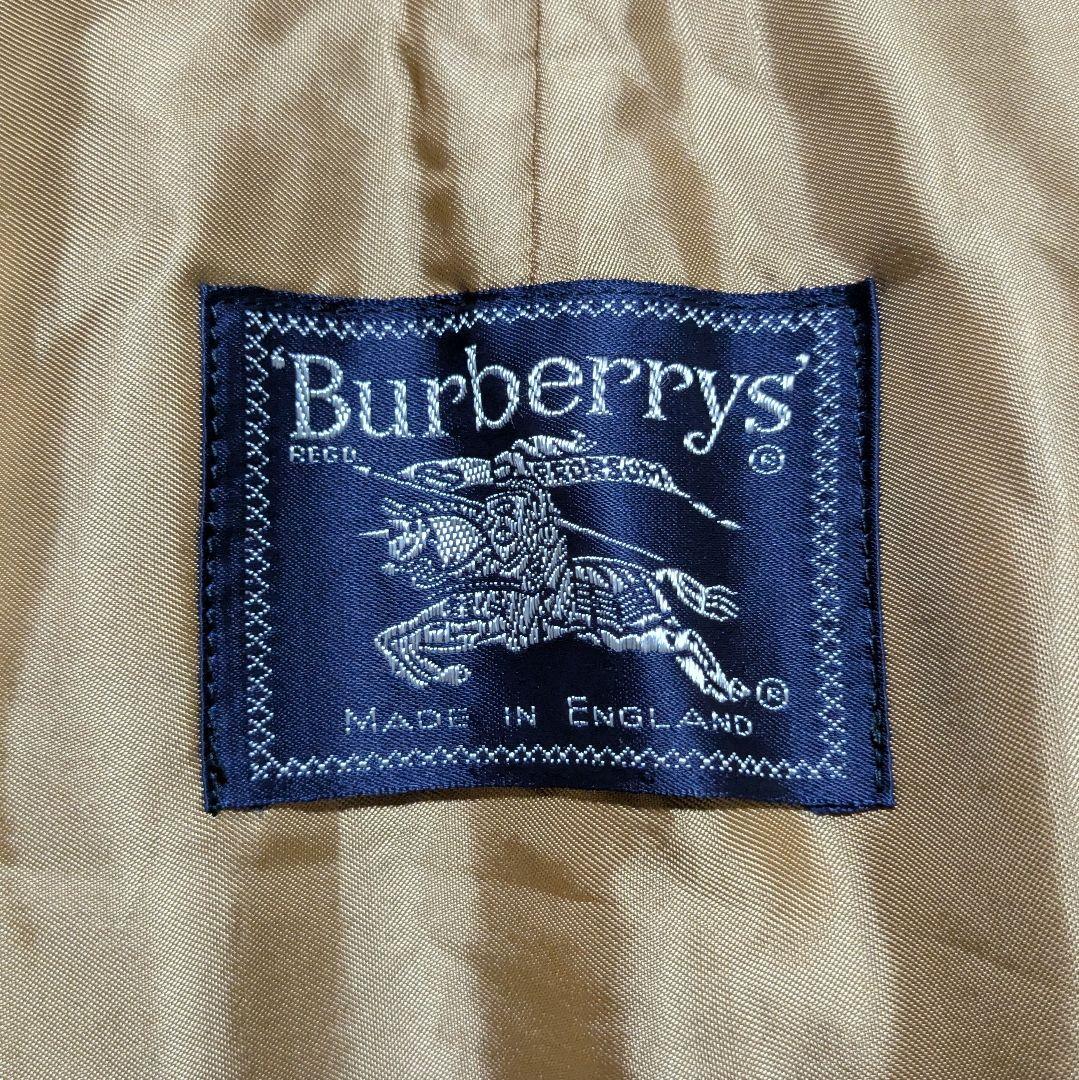 'Burberrys'
REGD. ©
®
MADE IN ENGLAND